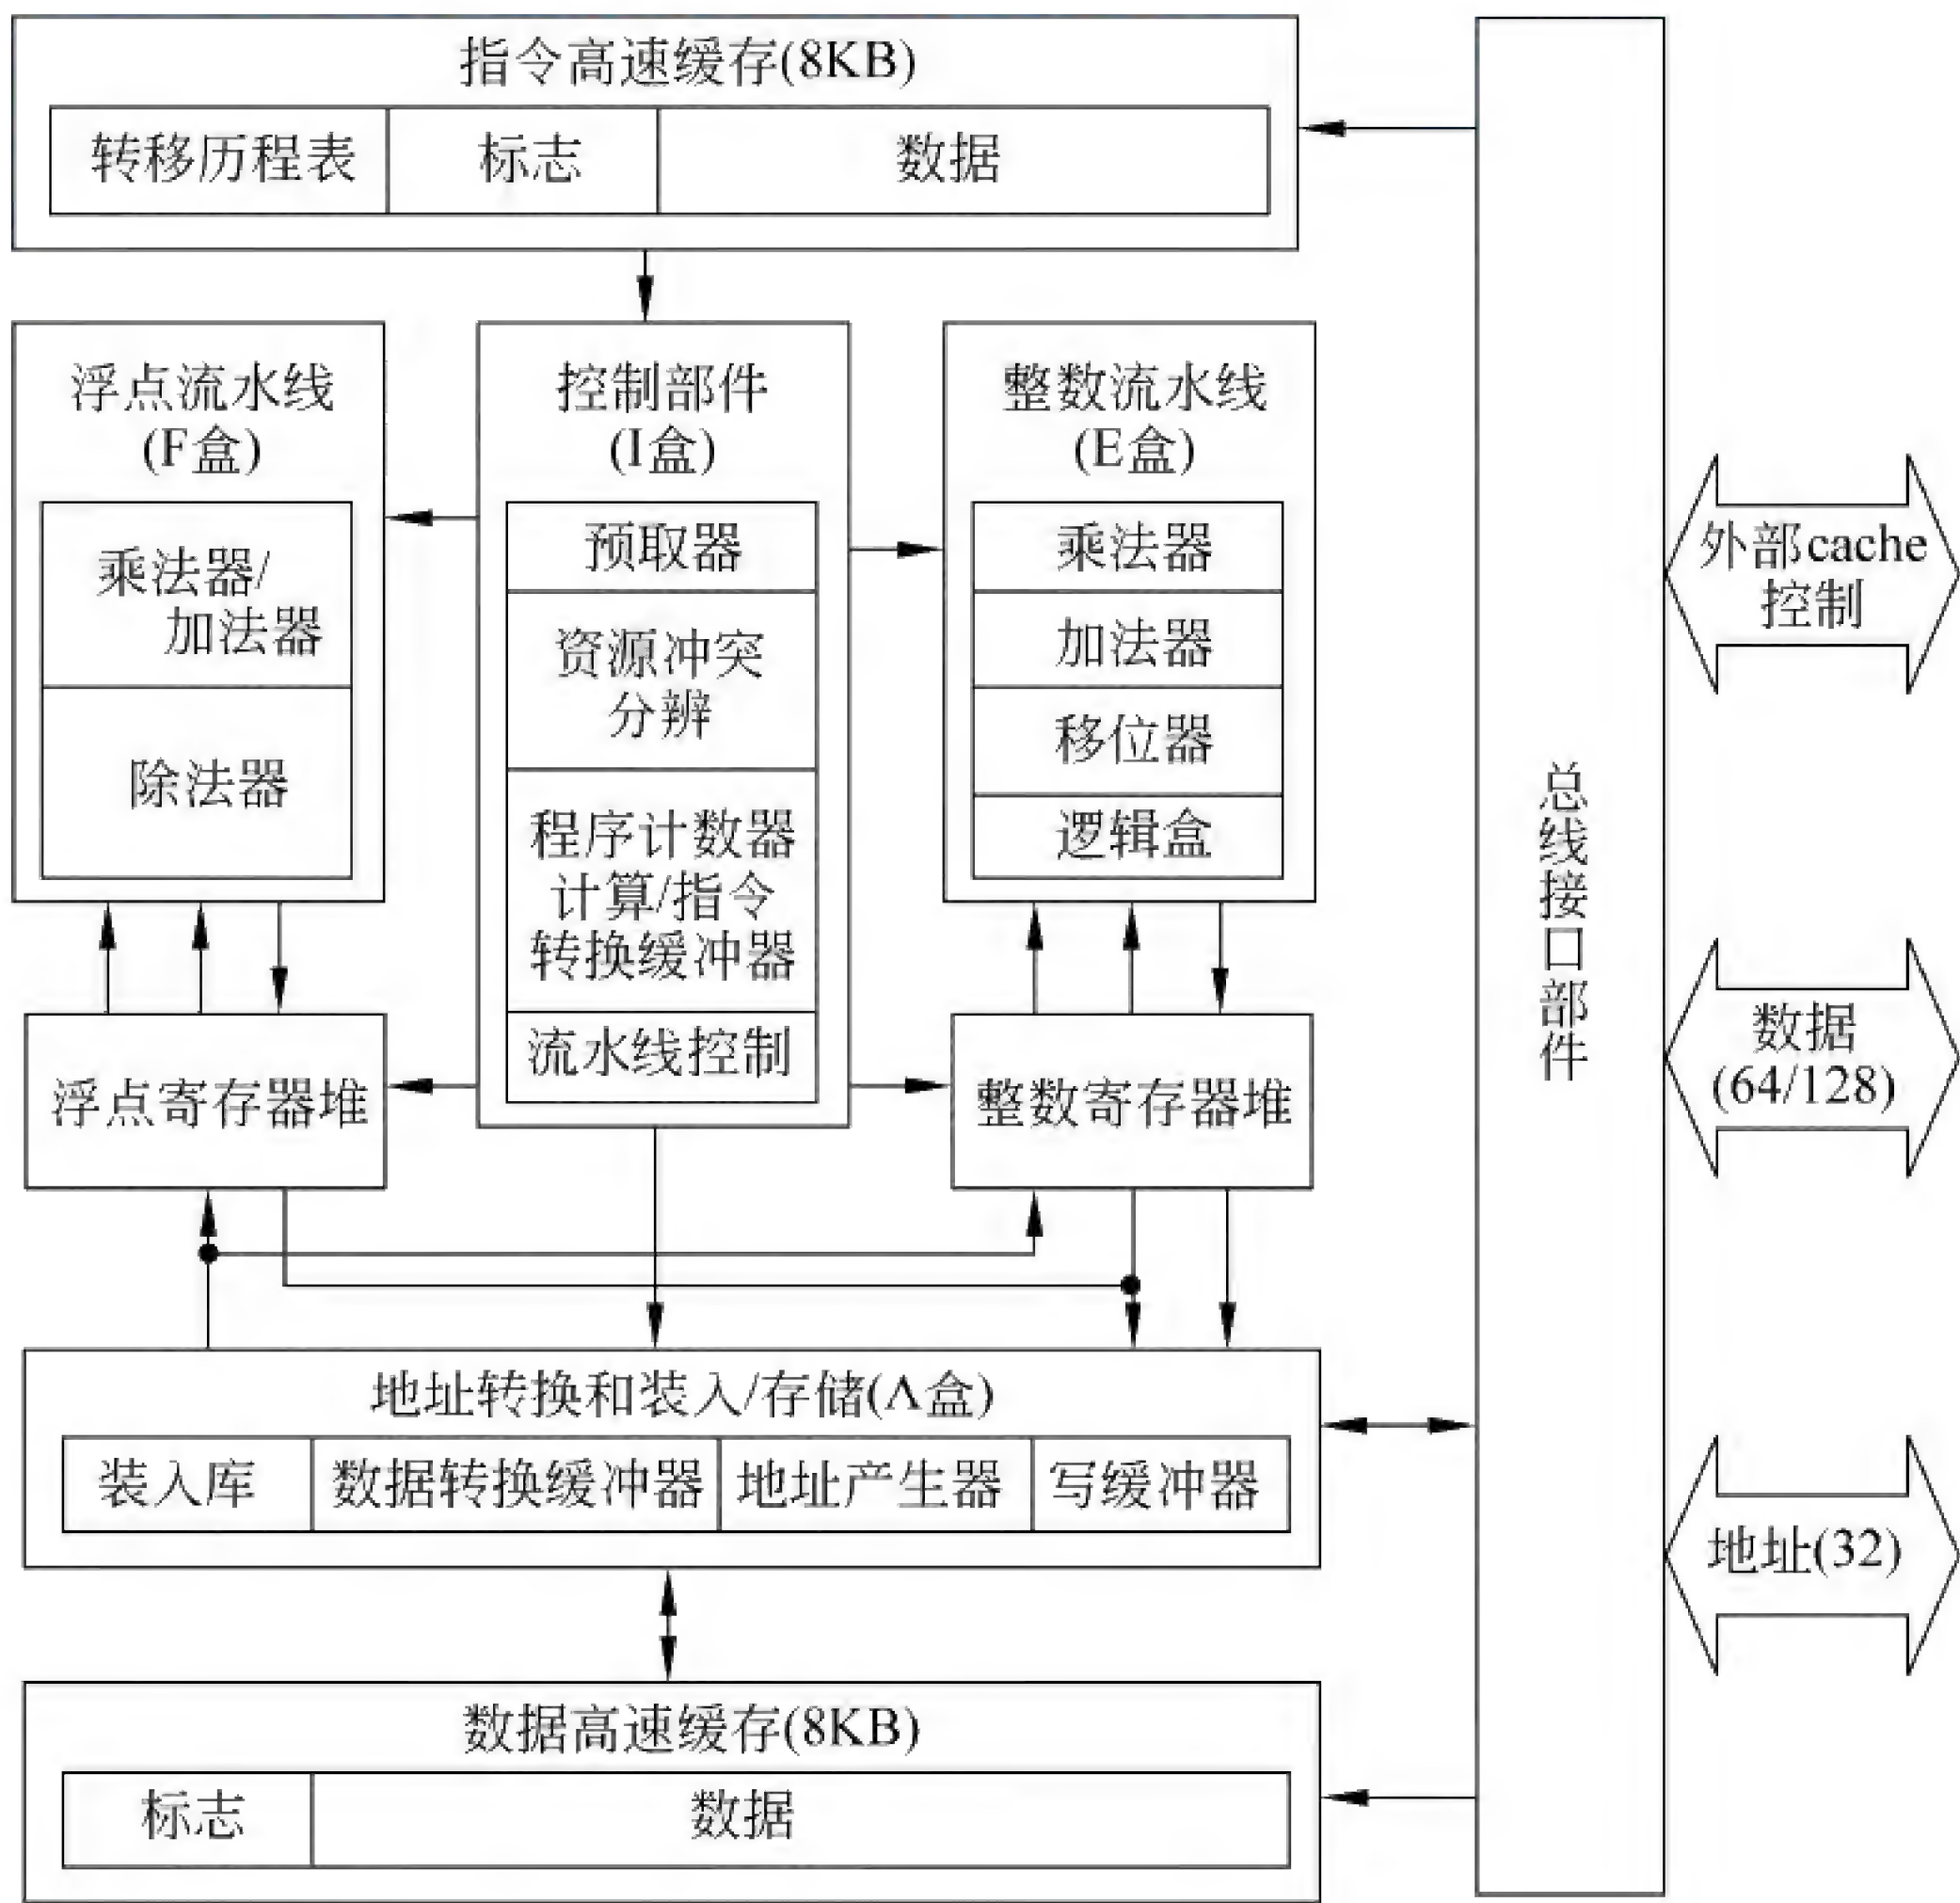 指令高速缓存(8KB)
转移历程表
标志
数据
浮点流水线
(F盒)
乘法器/
加法器
除法器
控制部件
(I盒)
预取器
资源冲突
分辨
程序计数器
计算/指令
转换缓冲器
流水线控制
整数流水线
(E盒)
乘法器
加法器
移位器
逻辑盒
浮点寄存器堆
整数寄存器堆
地址转换和装入/存储(A盒)
装入库
数据转换缓冲器
地址产生器
写缓冲器
数据高速缓存(8KB)
标志
数据
总线接口部件
外部cache
控制
数据
(64/128)
地址(32)